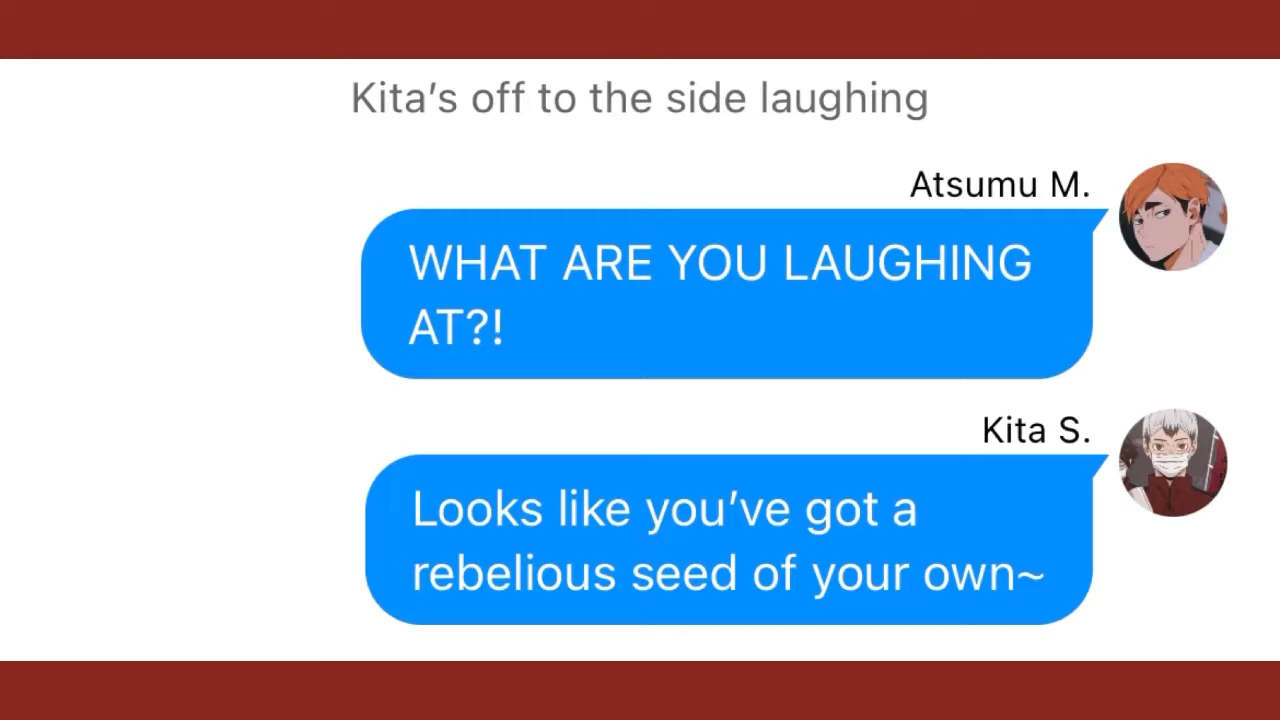 Kita’s off to the side laughing
Atsumu M.
WHAT ARE YOU LAUGHING
AT?!
Kita S.
Looks like you’ve got a
rebelious seed of your own~